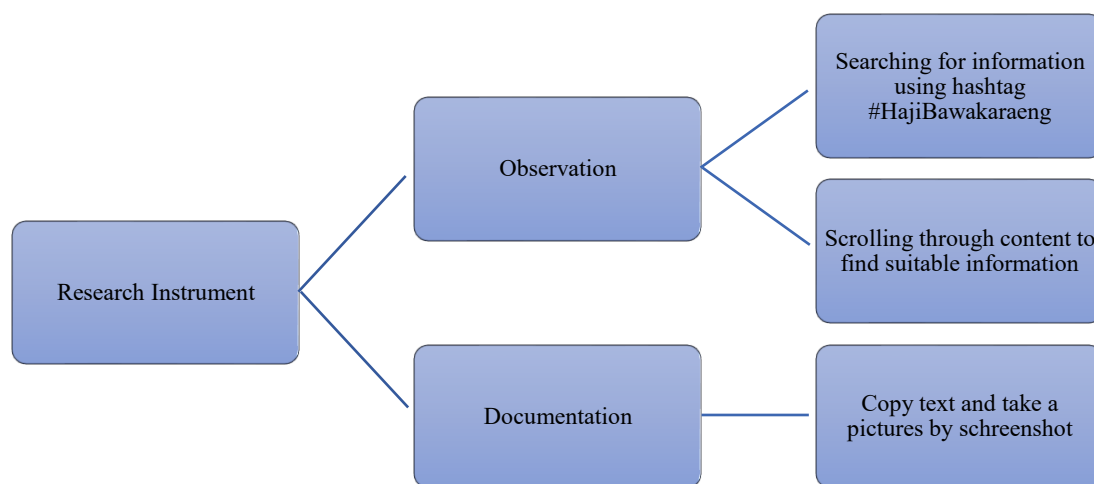 Research Instrument
Observation
Searching for information
using hashtag
#HajiBawakaraeng
Scrolling through content to
find suitable information
Documentation
Copy text and take a
pictures by schreenshot